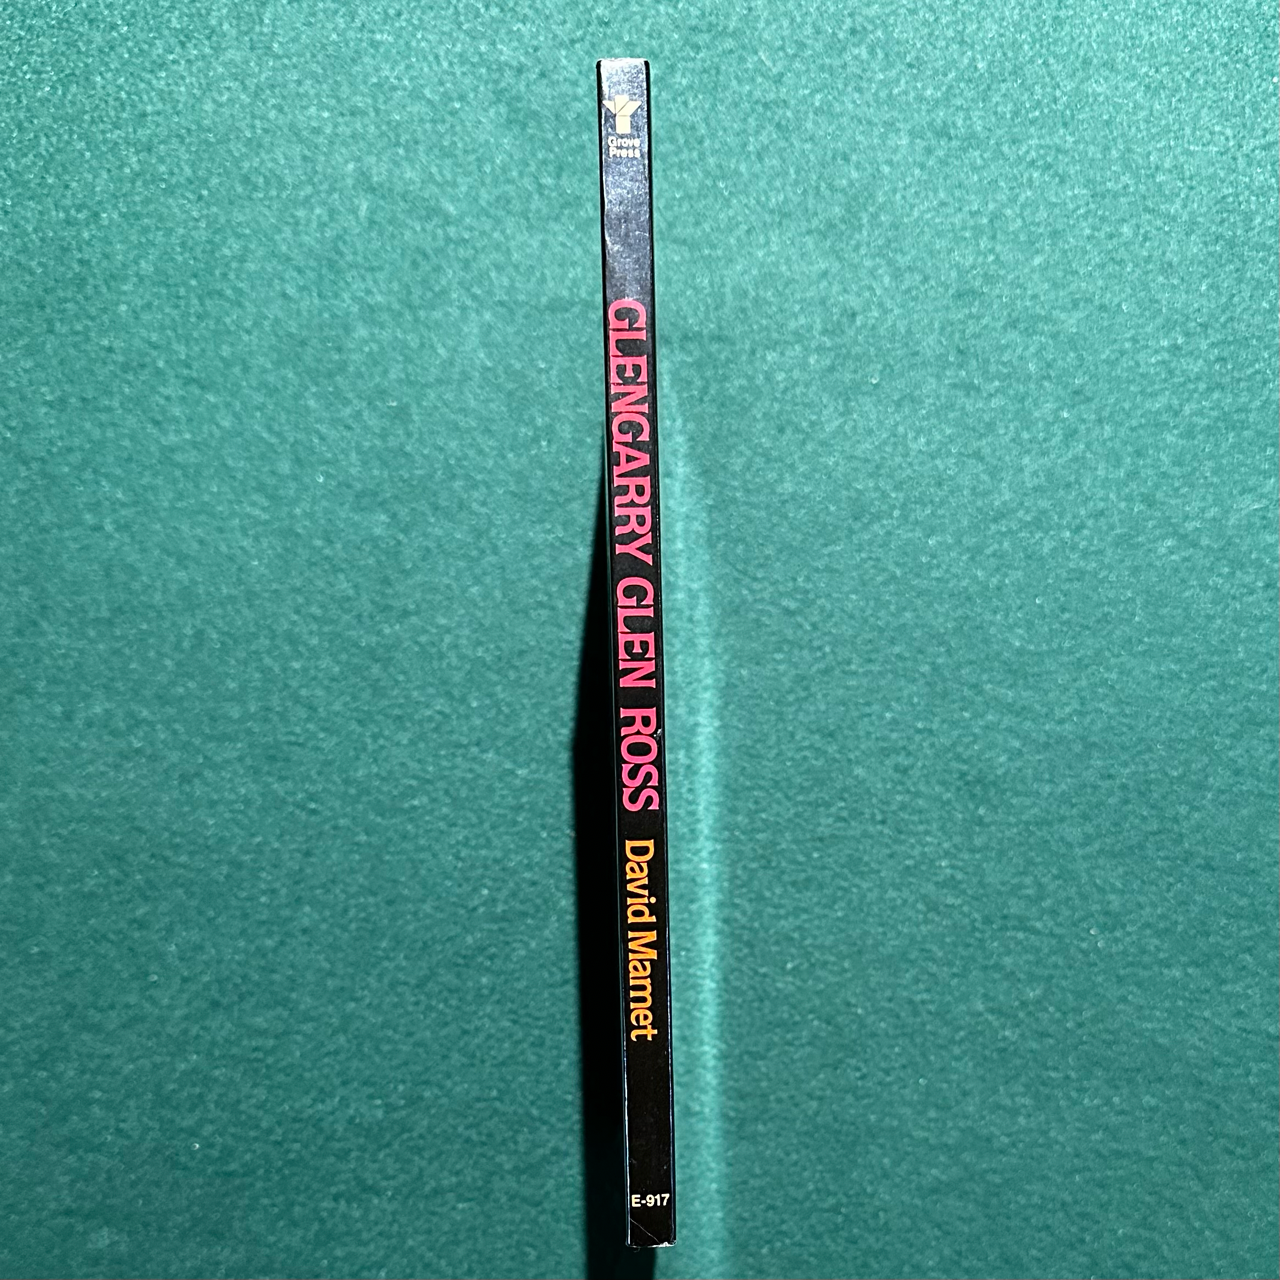 Grove
Press
GLENGARRY GLEN ROSS David Mamet
E-917